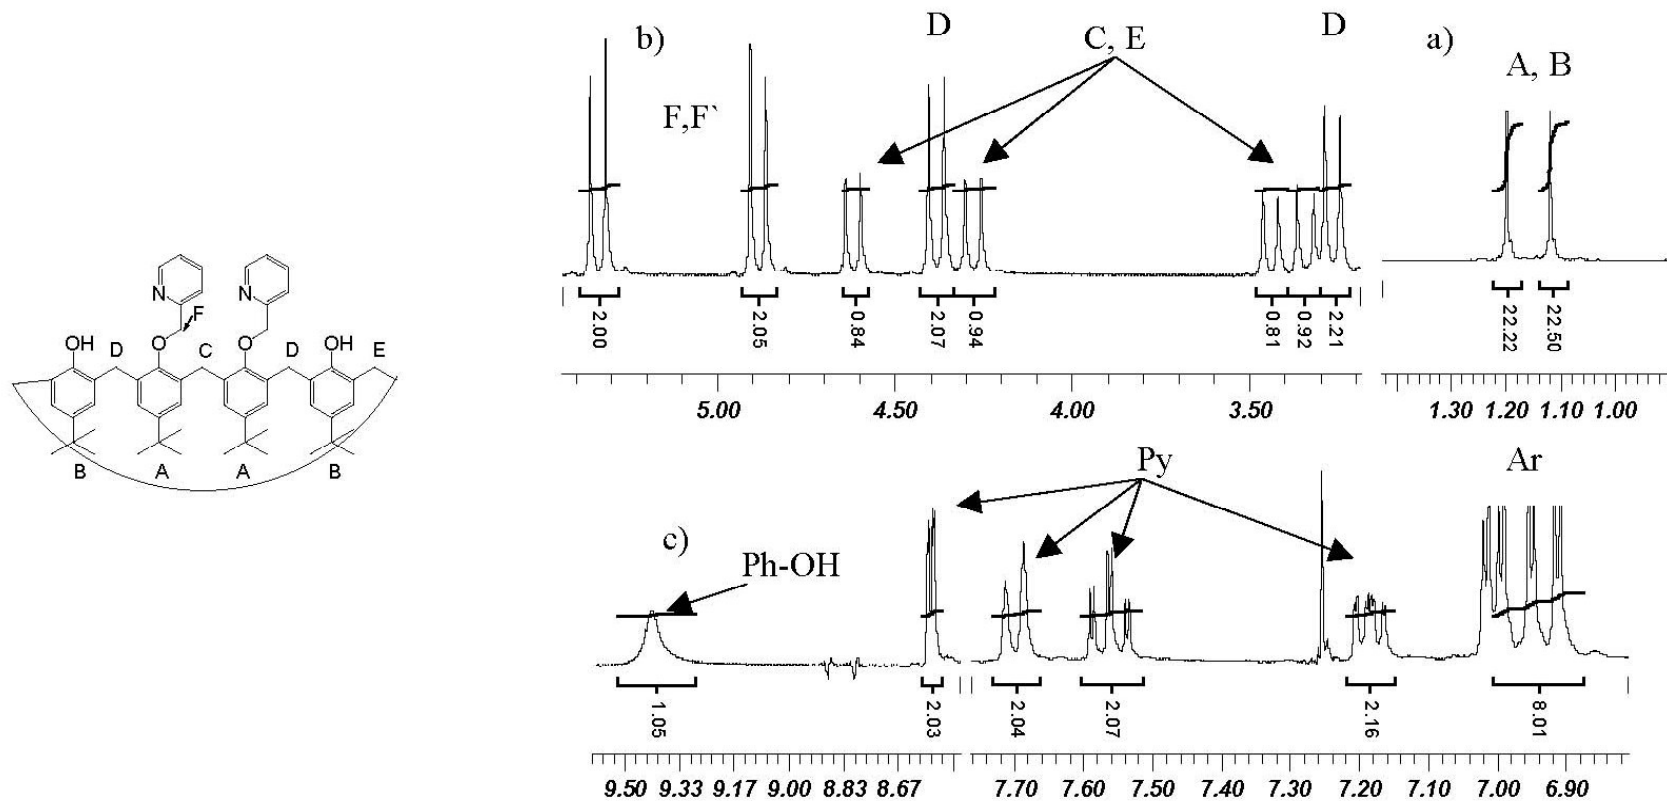 b)
D
C, E
D
a)
A, B
F,F`
2.00
2.05
0.84
2.07
0.94
0.81
0.92
2.21
22.22
22.50
5.00
4.50
4.00
3.50
1.30
1.20
1.10
1.00
N
N
F
OH
D
O
C
O
D
OH
E
B
A
A
B
c)
Ph-OH
Py
Ar
1.05
2.03
2.04
2.07
2.16
8.01
9.50
9.33
9.17
9.00
8.83
8.67
7.70
7.60
7.50
7.40
7.30
7.20
7.10
7.00
6.90